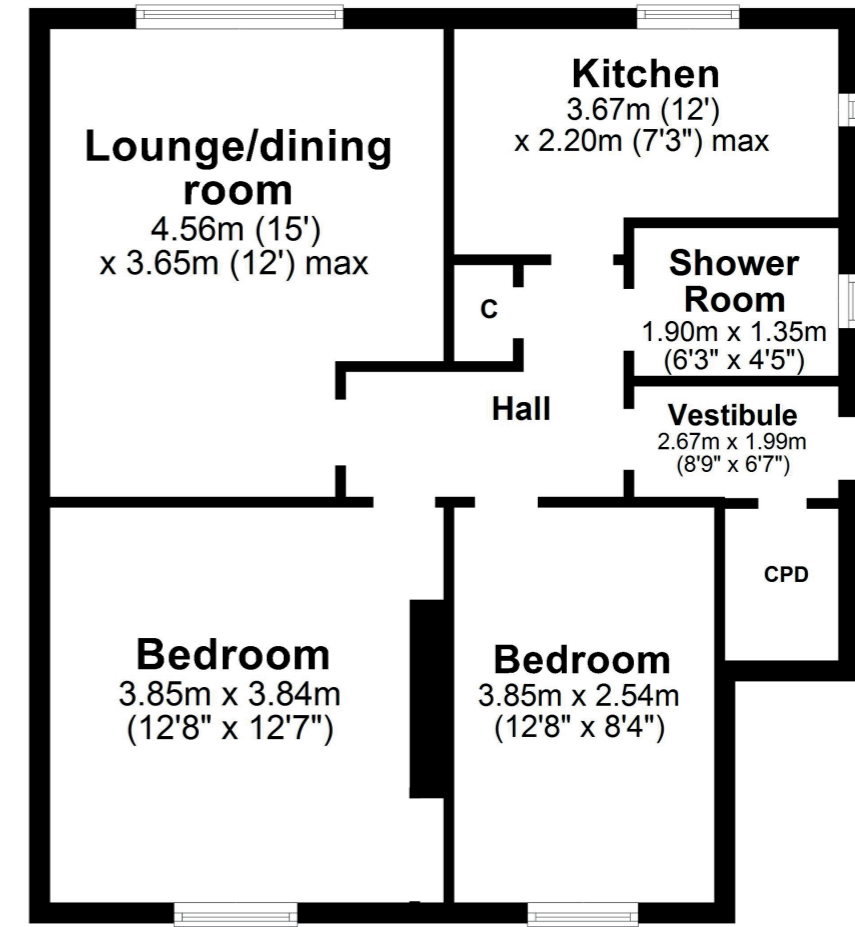 Lounge/dining
room
4.56m (15')
x 3.65m (12') max
Kitchen
3.67m (12')
x 2.20m (7'3") max
Shower
Room
1.90m x 1.35m
(6'3" x 4'5")
C
Hall
Vestibule
2.67m x 1.99m
(8'9" x 6'7")
CPD
Bedroom
3.85m x 3.84m
(12'8" x 12'7")
Bedroom
3.85m x 2.54m
(12'8" x 8'4")